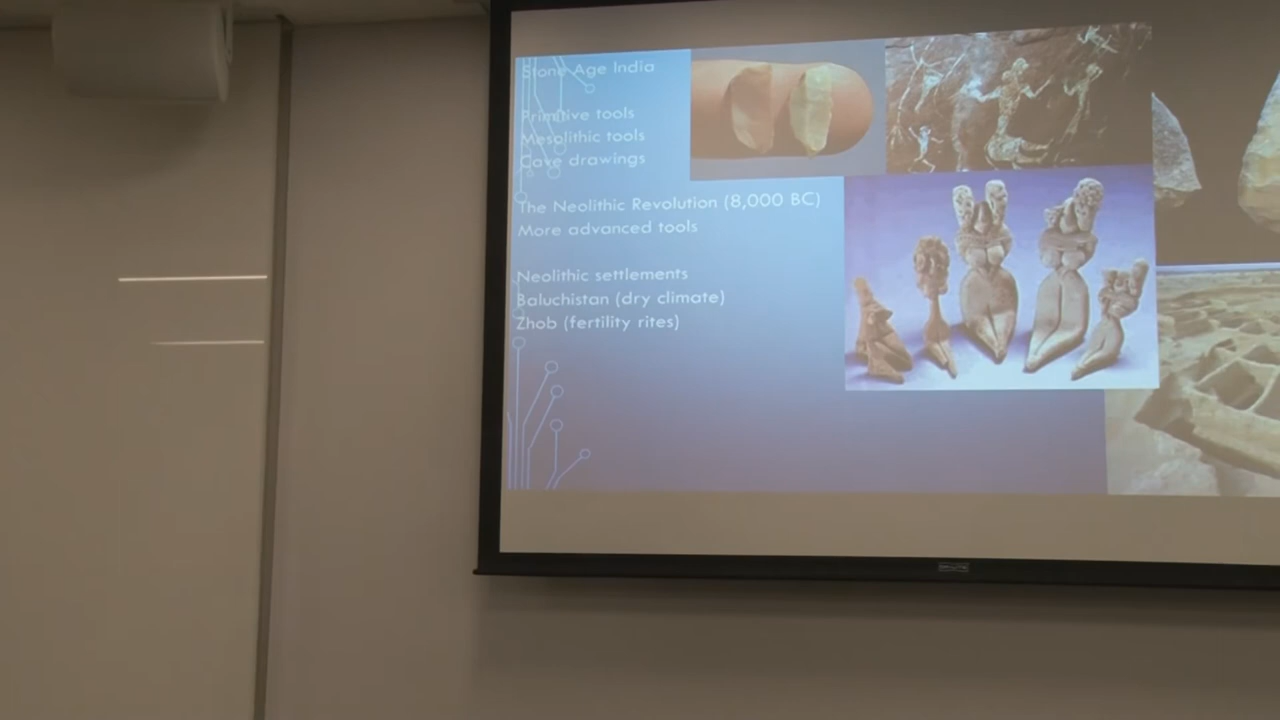 Stone Age India
Primitive tools
Mesolithic tools
Cave drawings
The Neolithic Revolution (8,000 BC)
More advanced tools
Neolithic settlements
Baluchistan (dry climate)
Zhob (fertility rites)